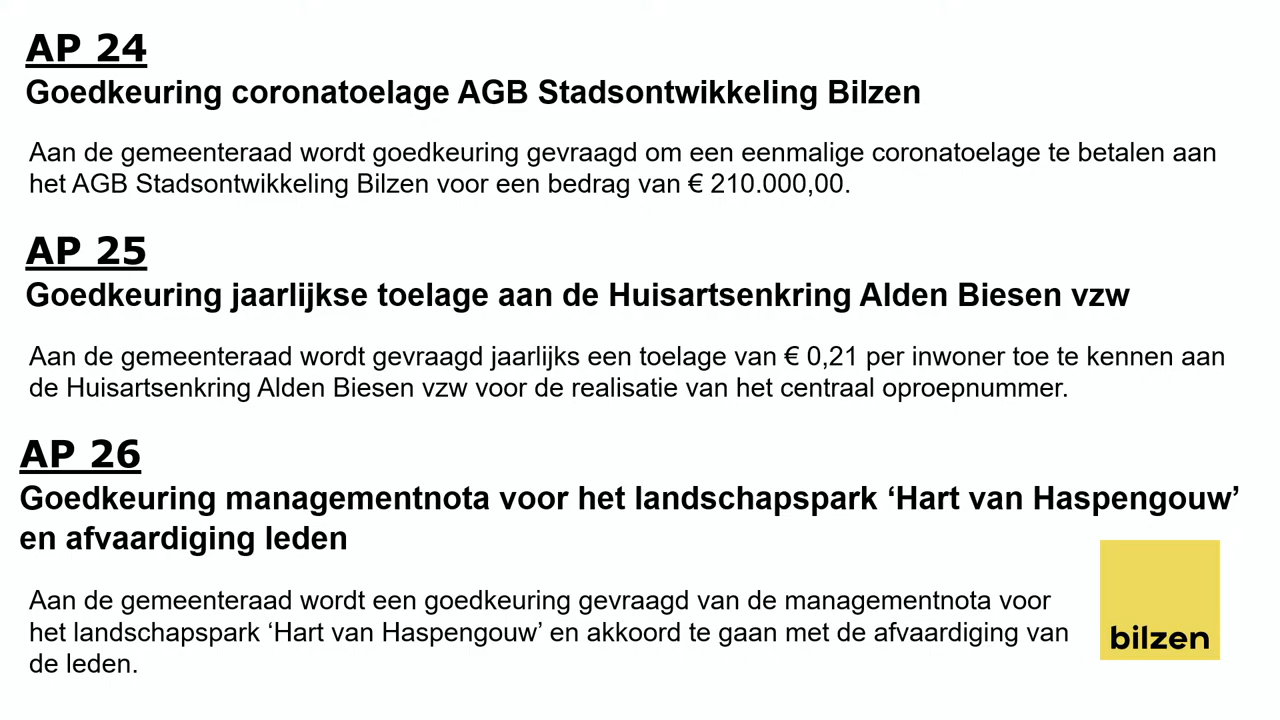 AP 24
Goedkeuring coronatoelage AGB Stadsontwikkeling Bilzen
Aan de gemeenteraad wordt goedkeuring gevraagd om een eenmalige coronatoelage te betalen aan
het AGB Stadsontwikkeling Bilzen voor een bedrag van € 210.000,00.
AP 25
Goedkeuring jaarlijkse toelage aan de Huisartsenkring Alden Biesen vzw
Aan de gemeenteraad wordt gevraagd jaarlijks een toelage van € 0,21 per inwoner toe te kennen aan
de Huisartsenkring Alden Biesen vzw voor de realisatie van het centraal oproepnummer.
AP 26
Goedkeuring managementnota voor het landschapspark ‘Hart van Haspengouw’
en afvaardiging leden
Aan de gemeenteraad wordt een goedkeuring gevraagd van de managementnota voor
het landschapspark ‘Hart van Haspengouw’ en akkoord te gaan met de afvaardiging van
de leden.
bilzen